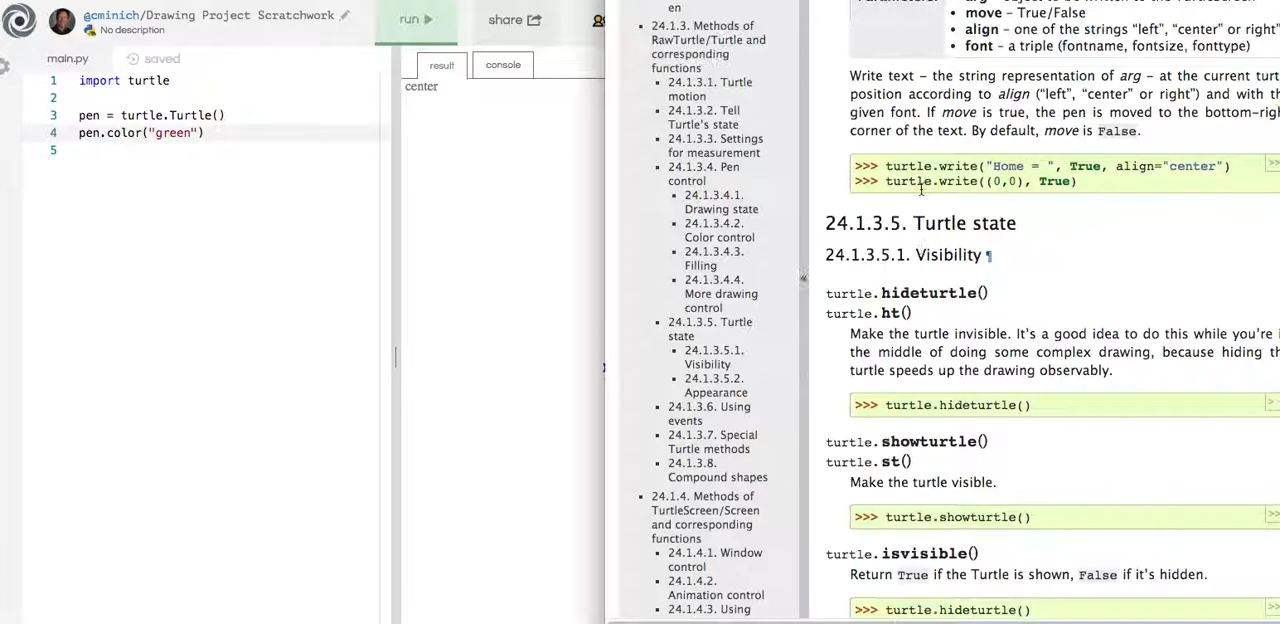 @cminich/Drawing Project Scratchwork
No description
run
share
main.py
saved
result
console
center
1 import turtle
2
3 pen = turtle.Turtle()
4 pen.color("green")
5
en
24.1.3. Methods of
RawTurtle/Turtle and
corresponding
functions
24.1.3.1. Turtle
motion
24.1.3.2. Tell
Turtle's state
24.1.3.3. Settings
for measurement
24.1.3.4. Pen
control
24.1.3.4.1.
Drawing state
24.1.3.4.2.
Color control
24.1.3.4.3.
Filling
24.1.3.4.4.
More drawing
control
24.1.3.5. Turtle
state
24.1.3.5.1.
Visibility
24.1.3.5.2.
Appearance
24.1.3.6. Using
events
24.1.3.7. Special
Turtle methods
24.1.3.8.
Compound shapes
24.1.4. Methods of
TurtleScreen/Screen
and corresponding
functions
24.1.4.1. Window
control
24.1.4.2.
Animation control
24.1.4.3. Using
• move – True/False
• align – one of the strings "left", "center" or right"
• font – a triple (fontname, fontsize, fonttype)
Write text – the string representation of arg – at the current
position according to align ("left", "center" or right") and with
given font. If move is true, the pen is moved to the
corner of the text. By default, move is False.
>>> turtle.write("Home = ", True, align="center")
>>> turtle.write((0,0), True)
24.1.3.5. Turtle state
24.1.3.5.1. Visibility ¶
turtle.hideturtle()
turtle.ht()
Make the turtle invisible. It's a good idea to do this while you're
the middle of doing some complex drawing, because hiding
turtle speeds up the drawing observably.
>>> turtle.hideturtle()
turtle.showturtle()
turtle.st()
Make the turtle visible.
>>> turtle.showturtle()
turtle.isvisible()
Return True if the Turtle is shown, False if it's hidden.
>>> turtle.hideturtle()